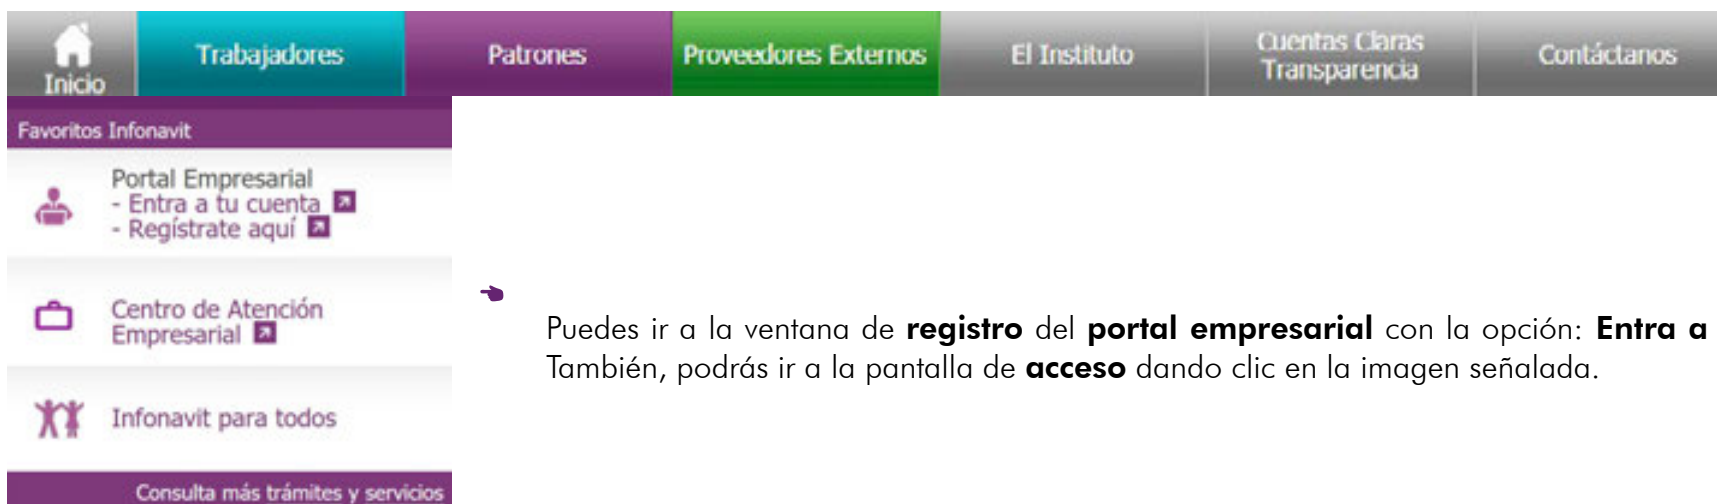 Inicio
Trabajadores
Patrones
Proveedores Externos
El Instituto
Cuentas Claras
Transparencia
Contáctanos
Favoritos Infonavit
Portal Empresarial
- Entra a tu cuenta
- Regístrate aquí
Centro de Atención
Empresarial
Infonavit para todos
Consulta más trámites y servicios
Puedes ir a la ventana de registro del portal empresarial con la opción: Entra a
También, podrás ir a la pantalla de acceso dando clic en la imagen señalada.